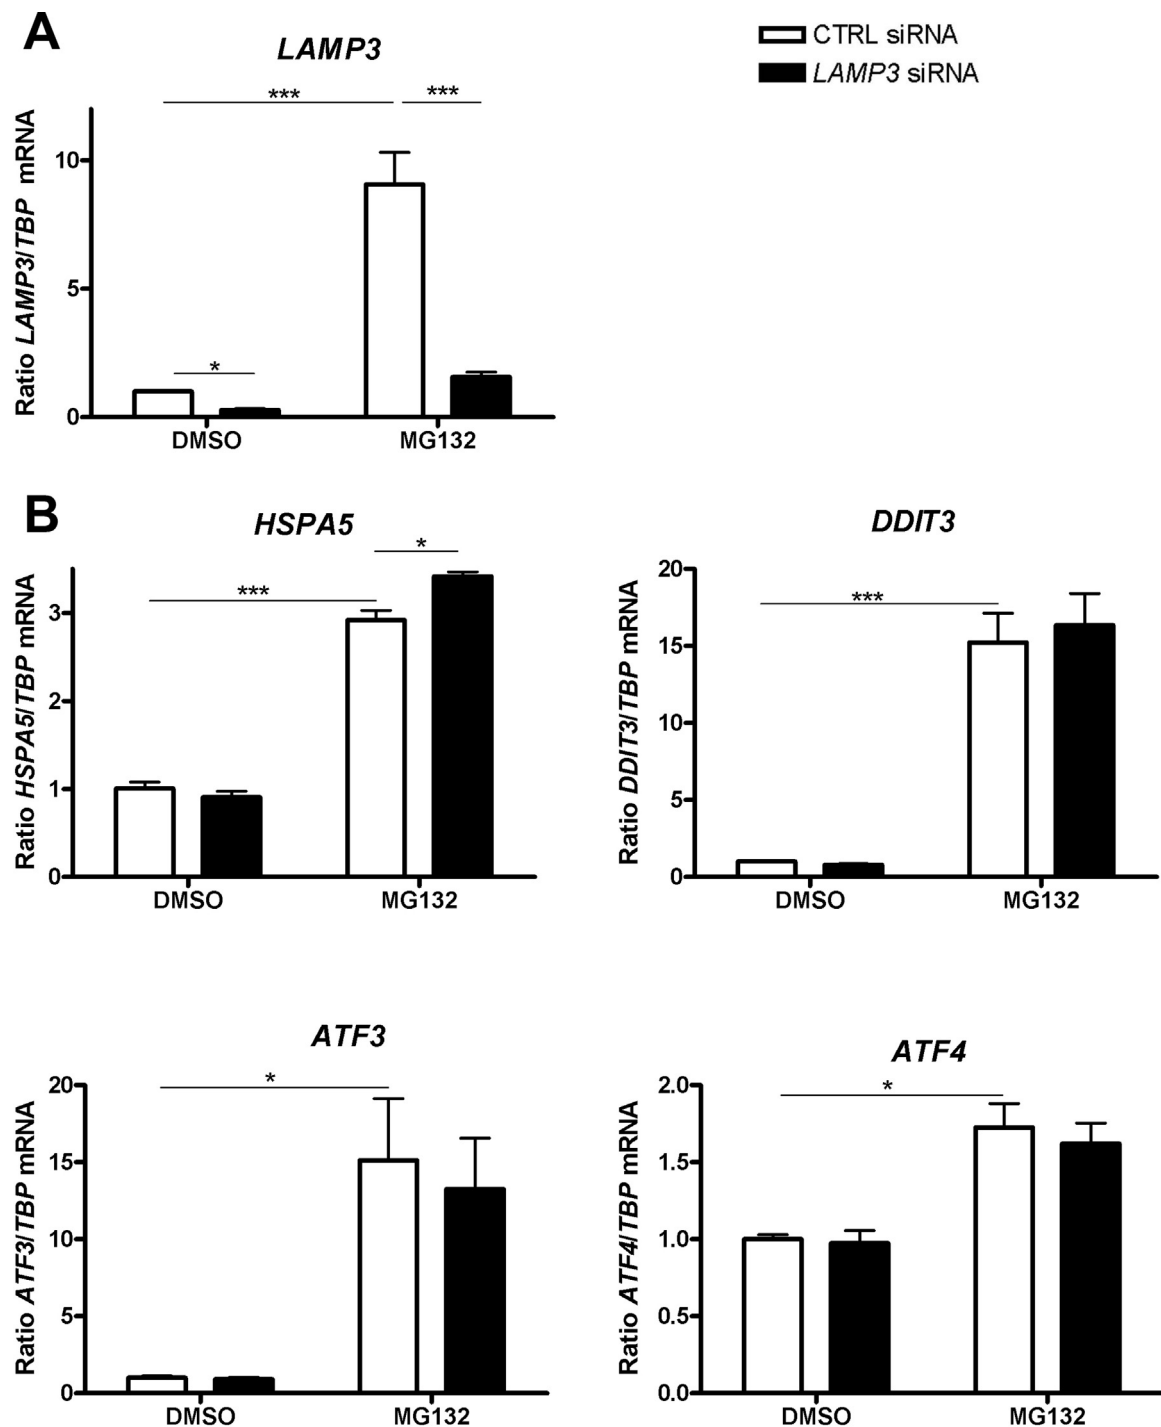 A
LAMP3
CTRL siRNA
LAMP3 siRNA
***
***
Ratio LAMP3/TBP mRNA
10
5
0
*
DMSO
MG132
B
HSPA5
*
***
Ratio HSPA5/TBP mRNA
3
2
1
0
DMSO
MG132
DDIT3
***
Ratio DDIT3/TBP mRNA
20
15
10
5
0
DMSO
MG132
ATF3
*
Ratio ATF3/TBP mRNA
20
15
10
5
0
DMSO
MG132
ATF4
*
Ratio ATF4/TBP mRNA
2.0
1.5
1.0
0.5
0.0
DMSO
MG132